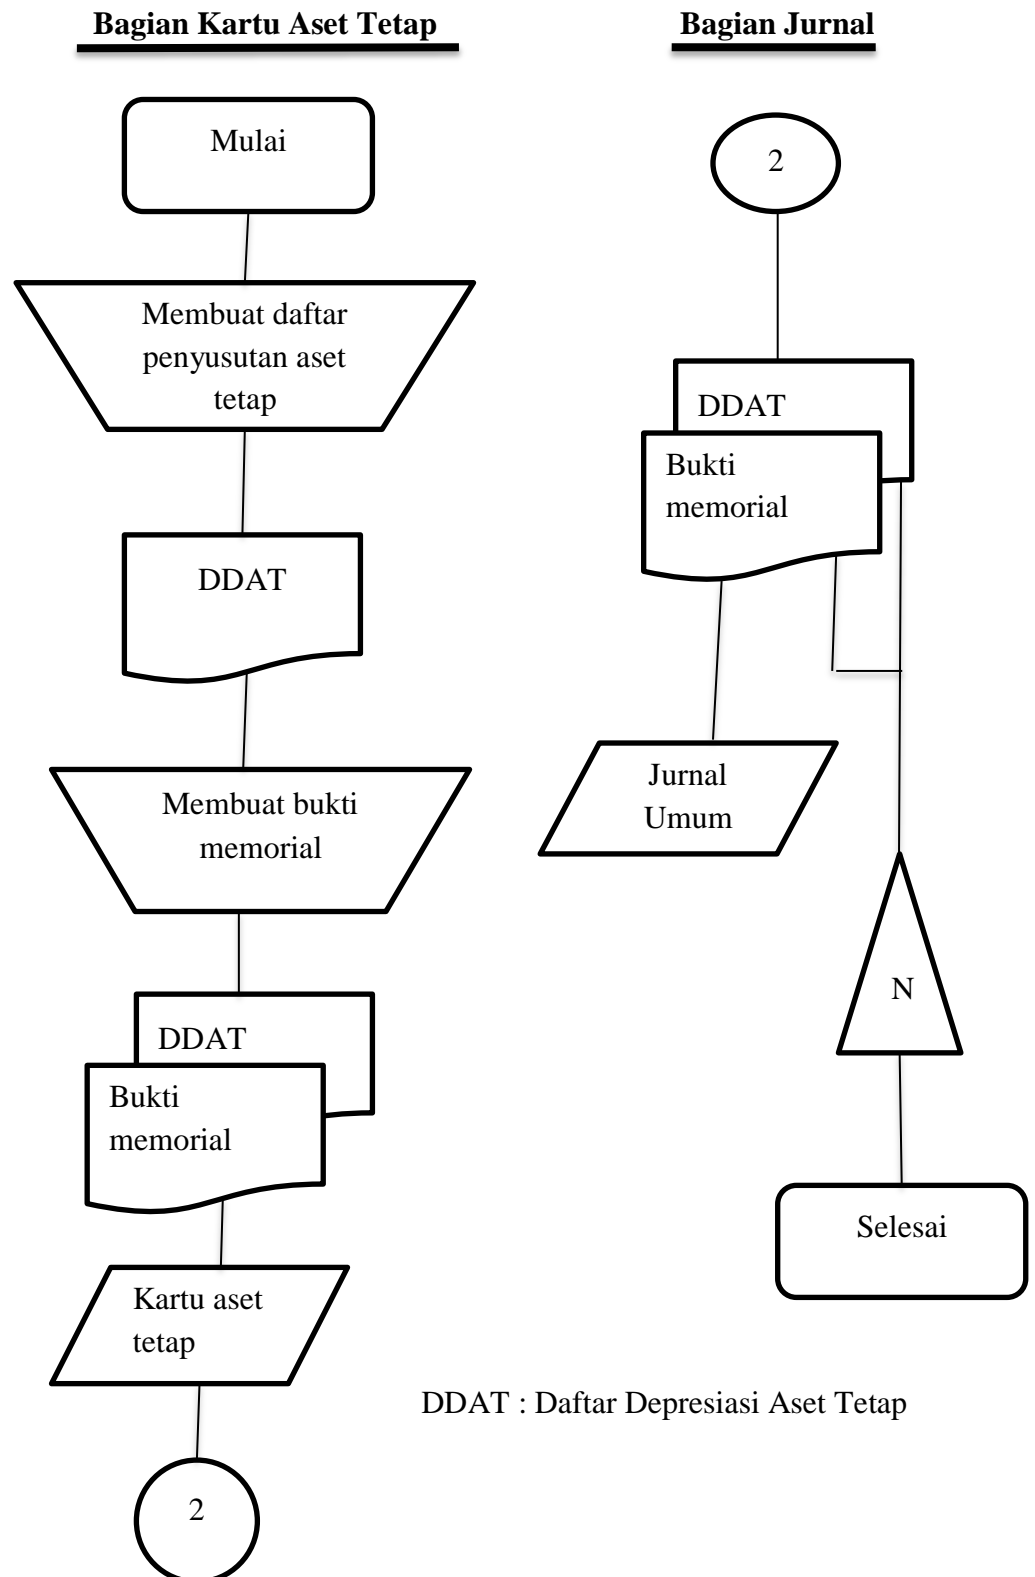 Bagian Kartu Aset Tetap
Mulai
Membuat daftar
penyusutan aset
tetap
DDAT
Membuat bukti
memorial
DDAT
Bukti
memorial
Kartu aset
tetap
2
Bagian Jurnal
2
DDAT
Bukti
memorial
Jurnal
Umum
N
Selesai
DDAT : Daftar Depresiasi Aset Tetap